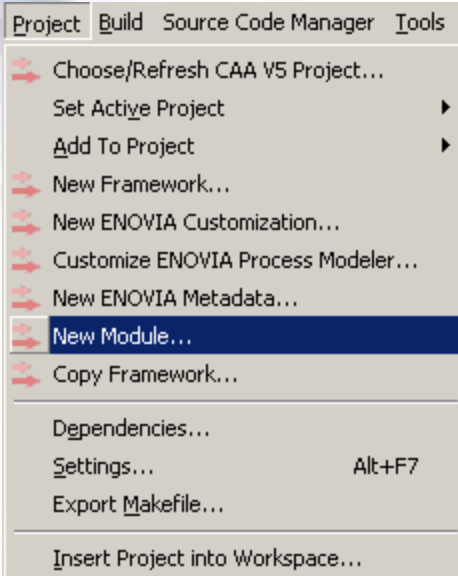 Project Build Source Code Manager Tools
Choose/Refresh CAA V5 Project...
Set Active Project
Add To Project
New Framework...
New ENOVIA Customization...
Customize ENOVIA Process Modeler...
New ENOVIA Metadata...
New Module...
Copy Framework...
Dependencies...
Settings... Alt+F7
Export Makefile...
Insert Project into Workspace...